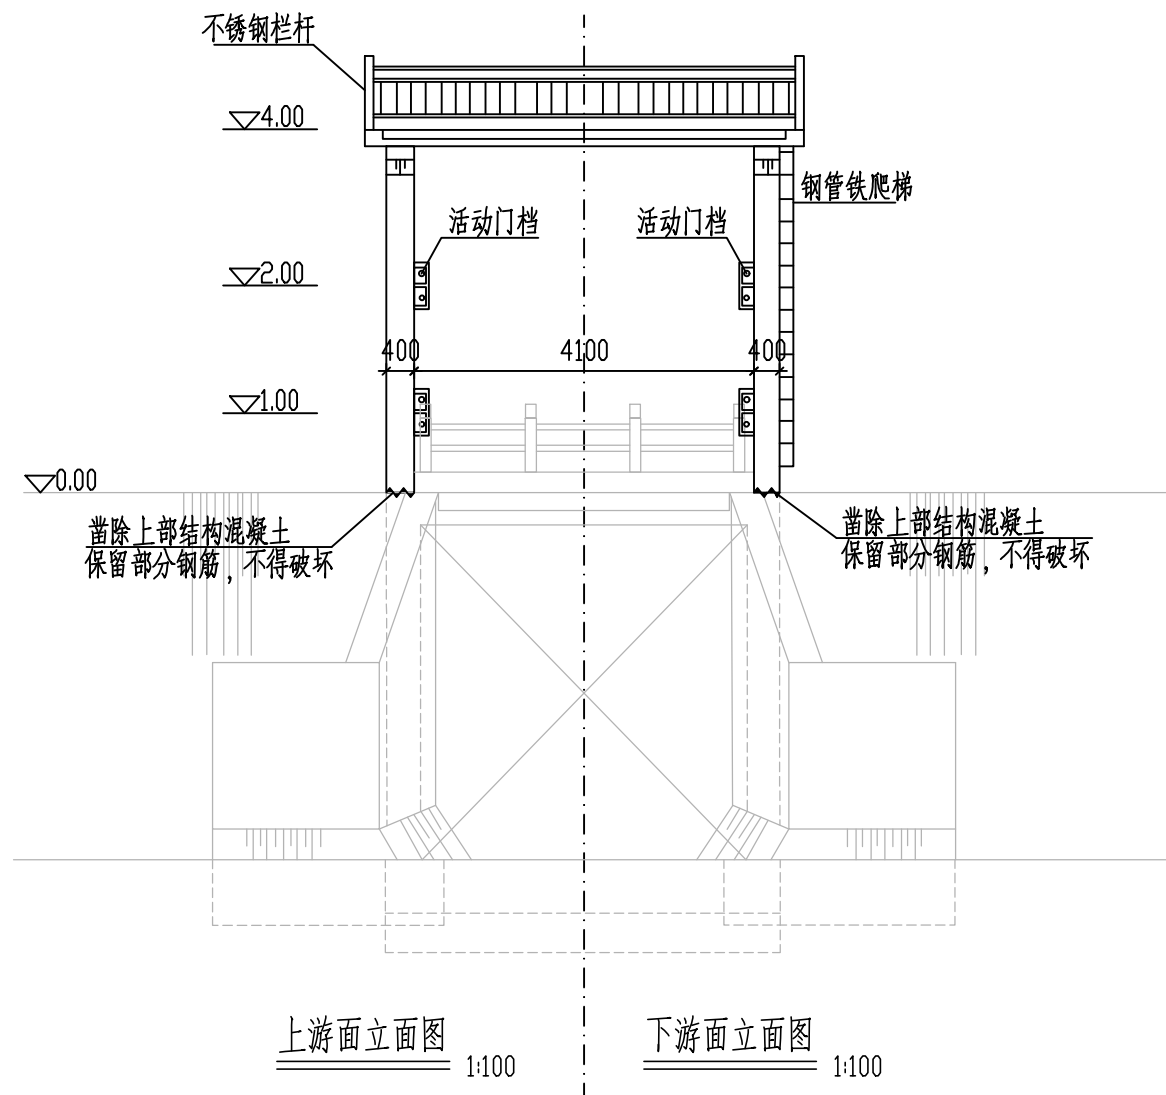 不锈钢栏杆
4.00
钢管铁爬梯
活动门档
活动门档
2.00
400
4100
400
1.00
0.00
凿除上部结构混凝土
保留部分钢筋，不得破坏
凿除上部结构混凝土
保留部分钢筋，不得破坏
上游面立面图
1:100
下游面立面图
1:100